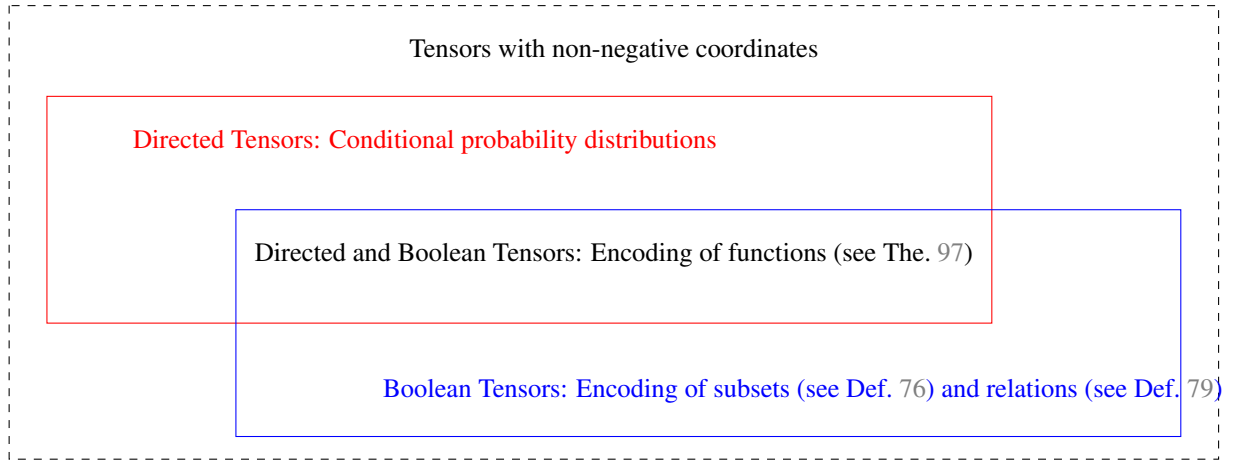 Tensors with non-negative coordinates
Directed Tensors: Conditional probability distributions
Directed and Boolean Tensors: Encoding of functions (see The. 97)
Boolean Tensors: Encoding of subsets (see Def. 76) and relations (see Def. 79)